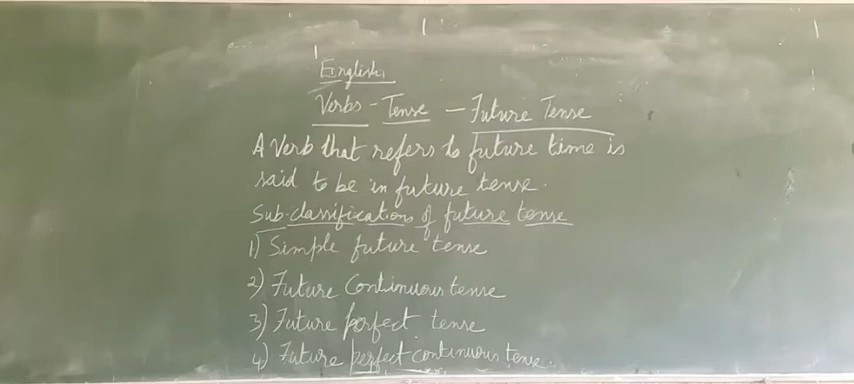 English
Verbs - Tense - Future Tense
A Verb that refers to future time is
said to be in future tense.
Sub-classifications of future tense
1) Simple future tense
2) Future Continuous tense
3) Future perfect tense
4) Future perfect continuous tense.